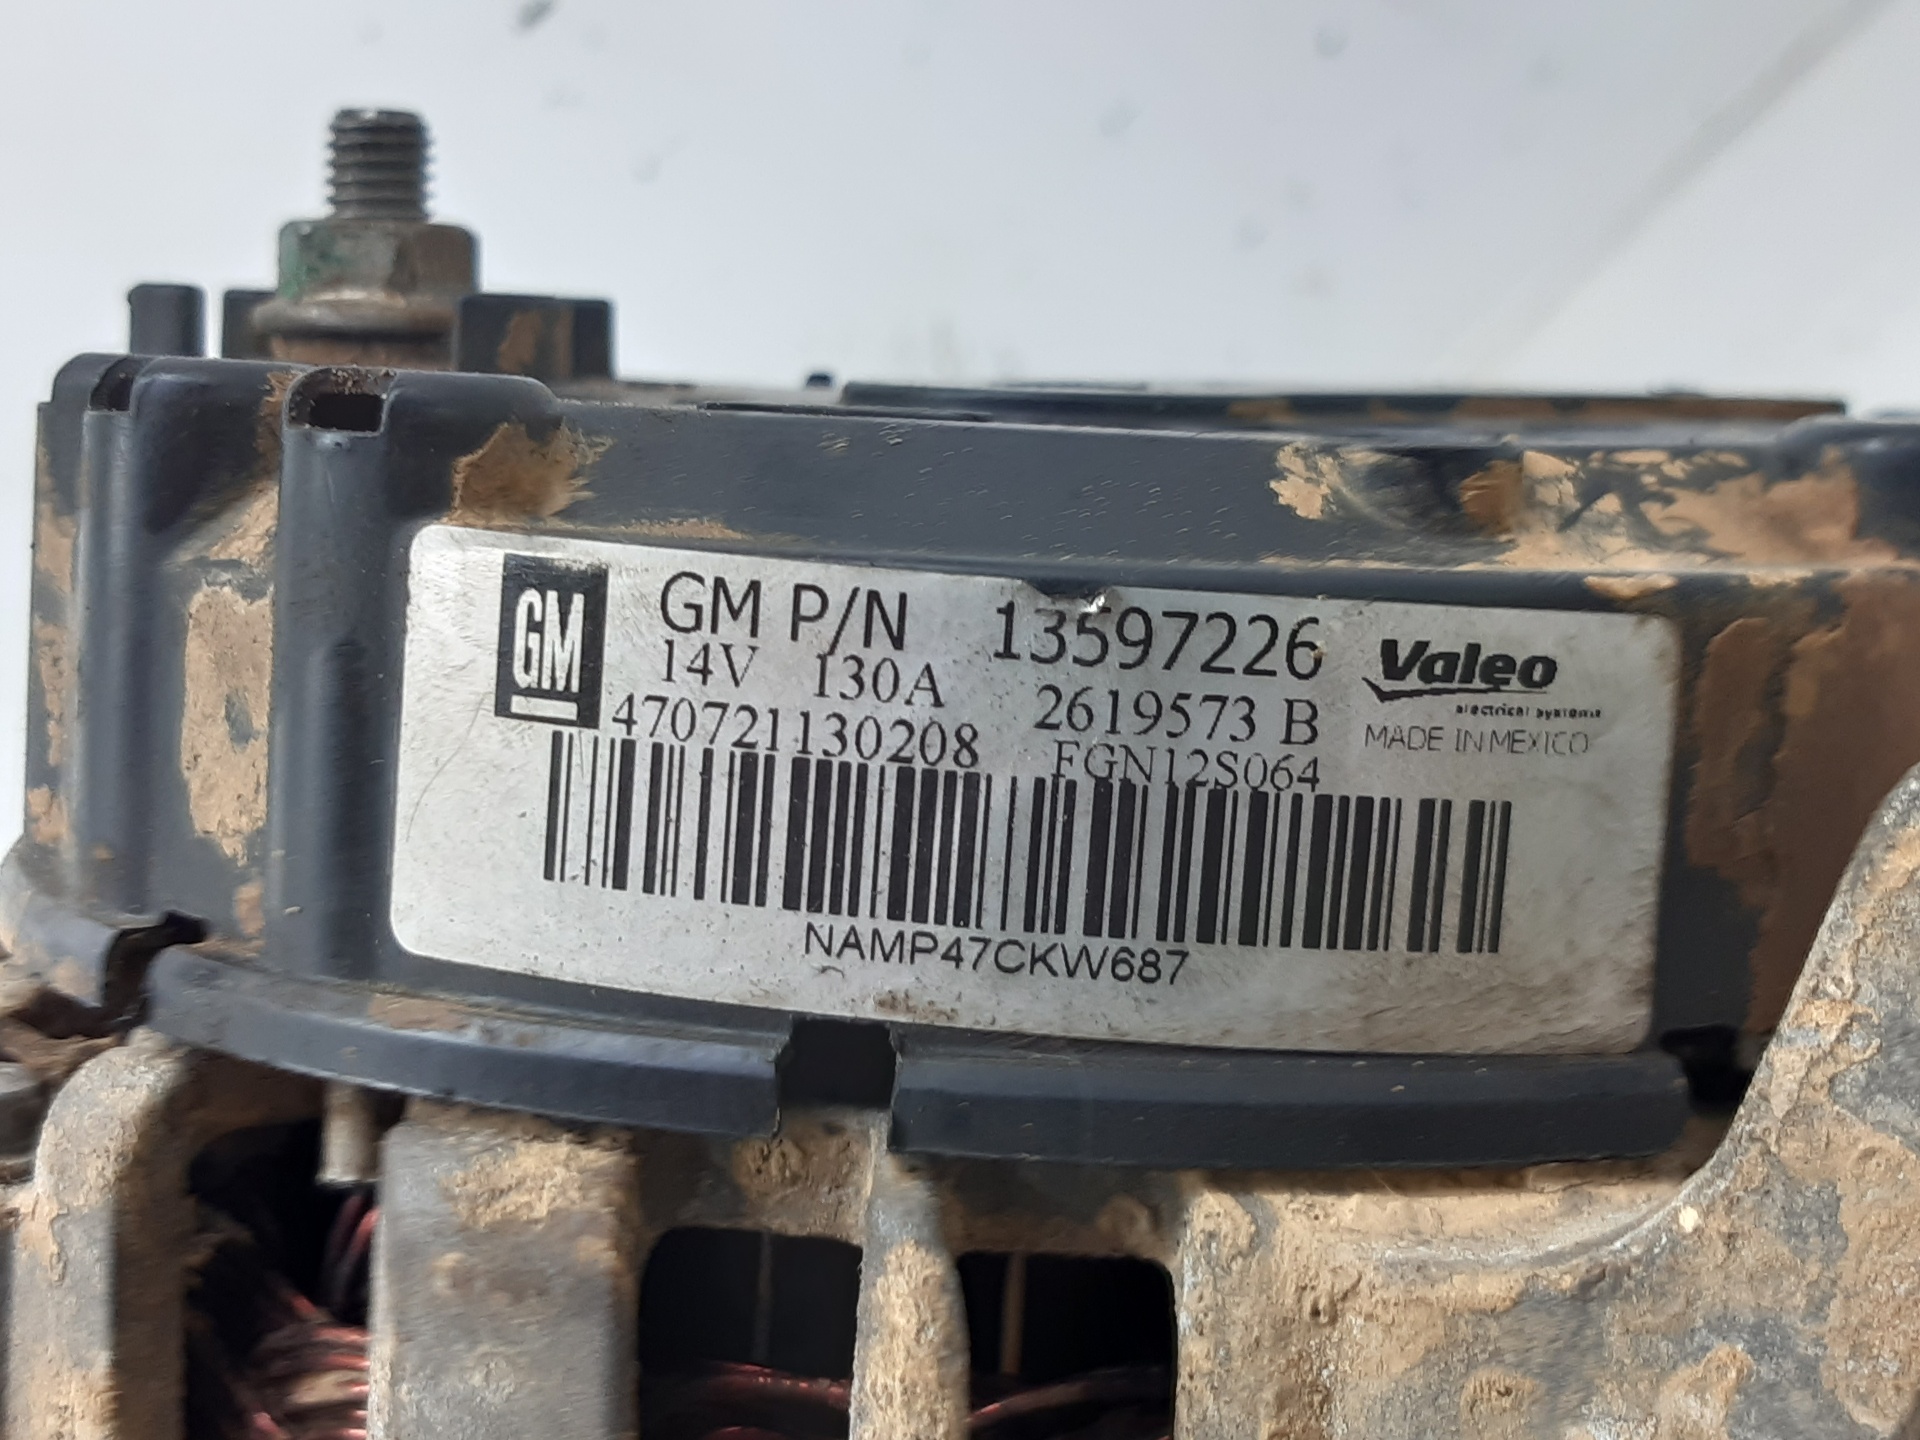 GM
GM P/N 13597226
14V 130A 2619573 B
470721130208 FGN12S064
Valeo
electrical systems
MADE IN MEXICO
NAMP47CKW687